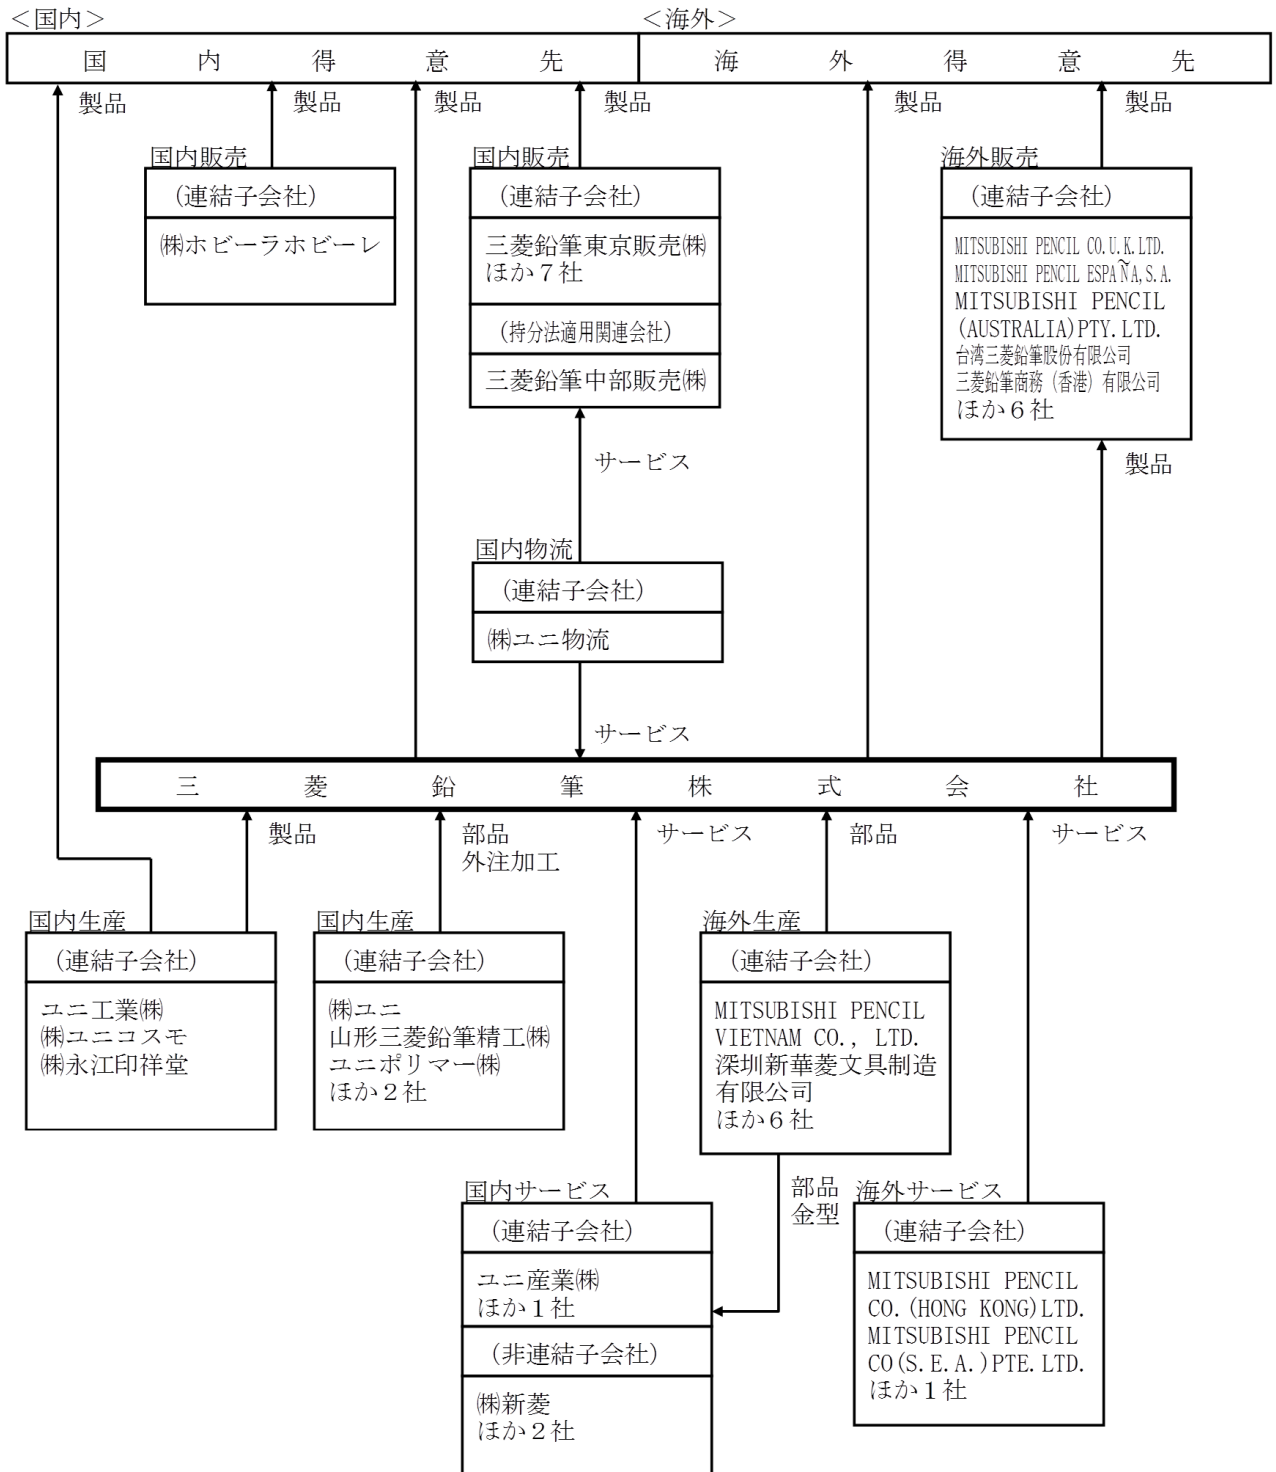 ＜国内＞
＜海外＞
国内得意先
海外得意先
製品
製品
製品
製品
製品
製品
国内販売
(連結子会社)
㈱ホビーラホビーレ
国内販売
(連結子会社)
三菱鉛筆東京販売㈱
ほか７社
(持分法適用関連会社)
三菱鉛筆中部販売㈱
海外販売
(連結子会社)
MITSUBISHI PENCIL CO.U.K.LTD.
MITSUBISHI PENCIL ESPAÑA,S.A.
MITSUBISHI PENCIL
(AUSTRALIA)PTY.LTD.
台湾三菱鉛筆股份有限公司
三菱鉛筆商務（香港）有限公司
ほか６社
サービス
製品
国内物流
(連結子会社)
㈱ユニ物流
サービス
三菱鉛筆株式会社
製品
部品
外注加工
サービス
部品
サービス
国内生産
(連結子会社)
ユニ工業㈱
㈱ユニコスモ
㈱永江印祥堂
国内生産
(連結子会社)
㈱ユニ
山形三菱鉛筆精工㈱
ユニポリマー㈱
ほか２社
海外生産
(連結子会社)
MITSUBISHI PENCIL
VIETNAM CO., LTD.
深圳新華菱文具制造
有限公司
ほか６社
部品
金型
国内サービス
(連結子会社)
ユニ産業㈱
ほか１社
(非連結子会社)
㈱新菱
ほか２社
海外サービス
(連結子会社)
MITSUBISHI PENCIL
CO.(HONG KONG)LTD.
MITSUBISHI PENCIL
CO(S.E.A.)PTE.LTD.
ほか１社